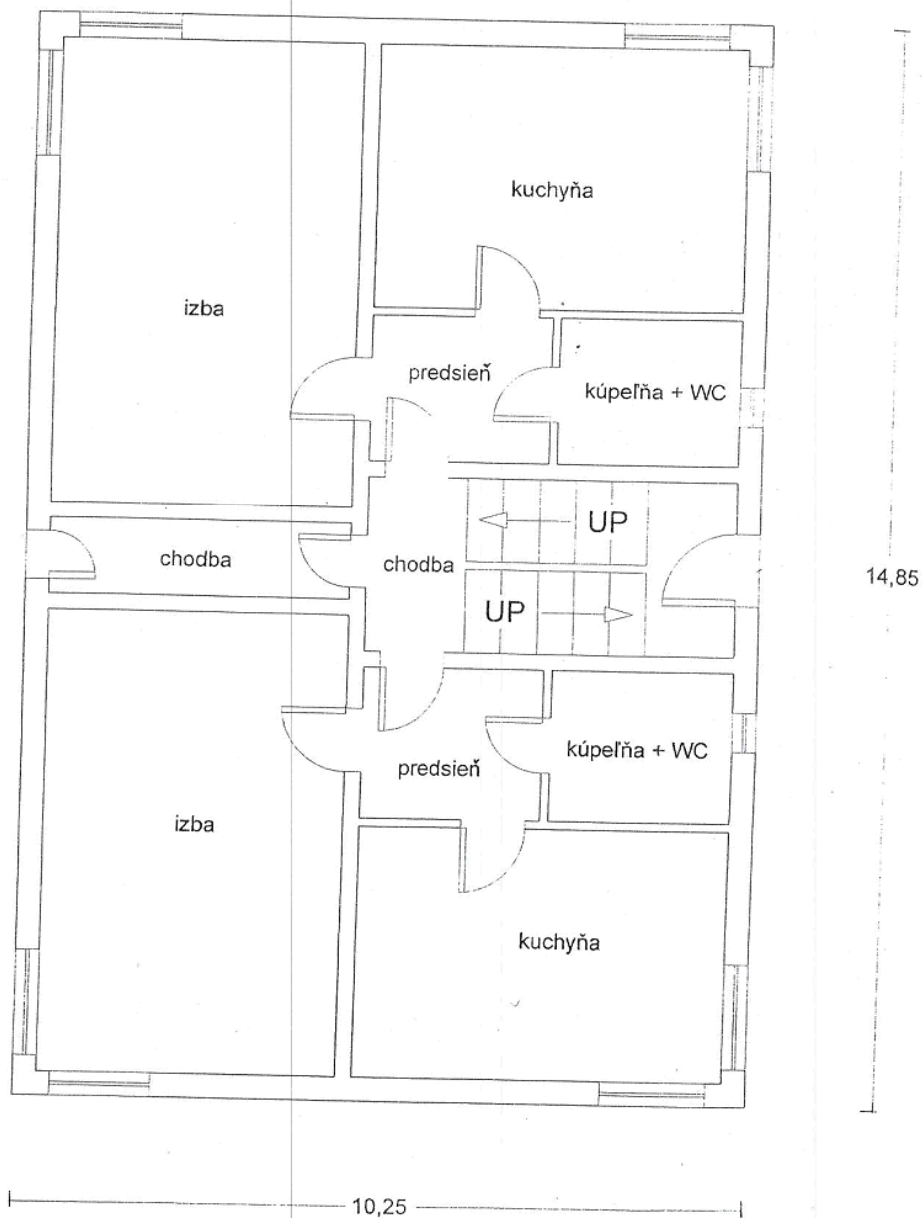 kuchyňa
izba
predsieň
kúpeľňa + WC
UP
chodba
chodba
14,85
UP
kúpeľňa + WC
predsieň
izba
kuchyňa
10,25